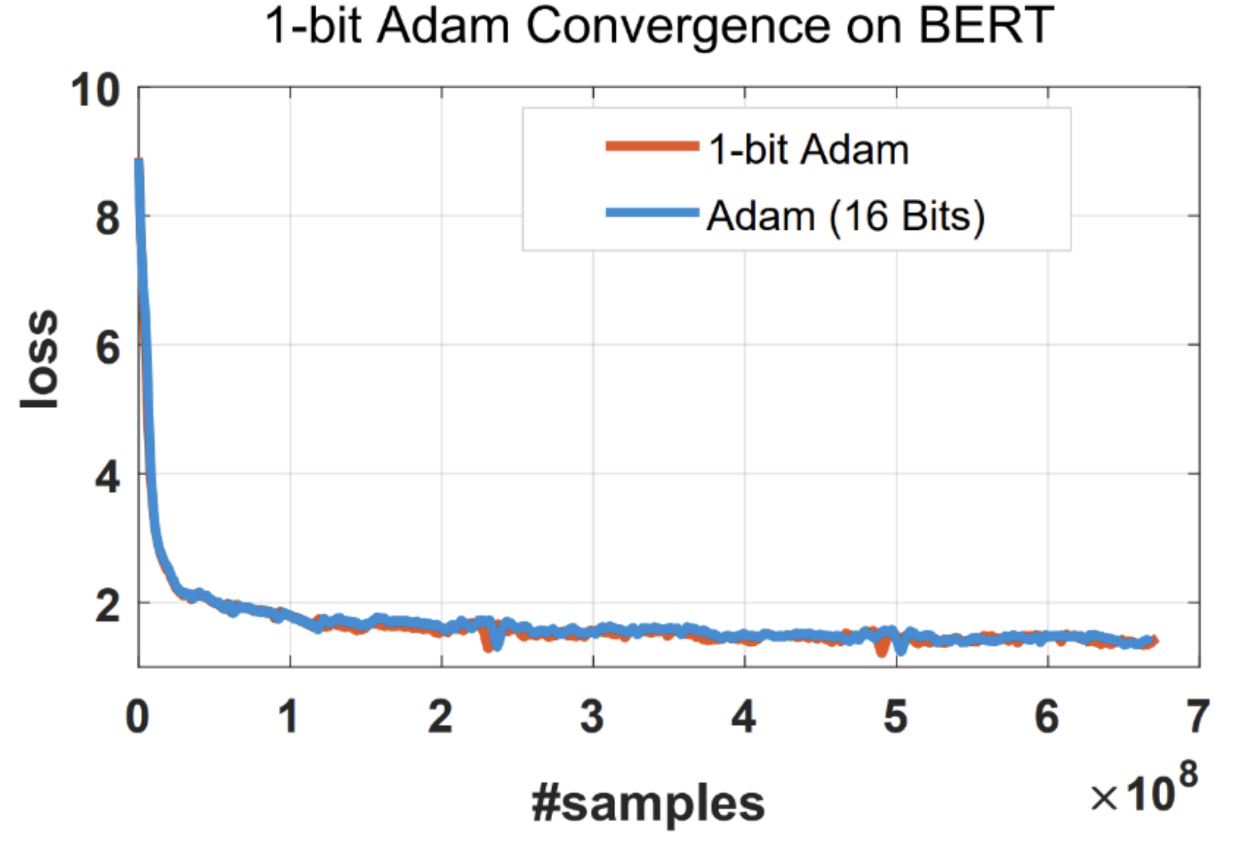 1-bit Adam Convergence on BERT
10
8
6
4
2
loss
1-bit Adam
Adam (16 Bits)
0 1 2 3 4 5 6 7
×10⁸
#samples